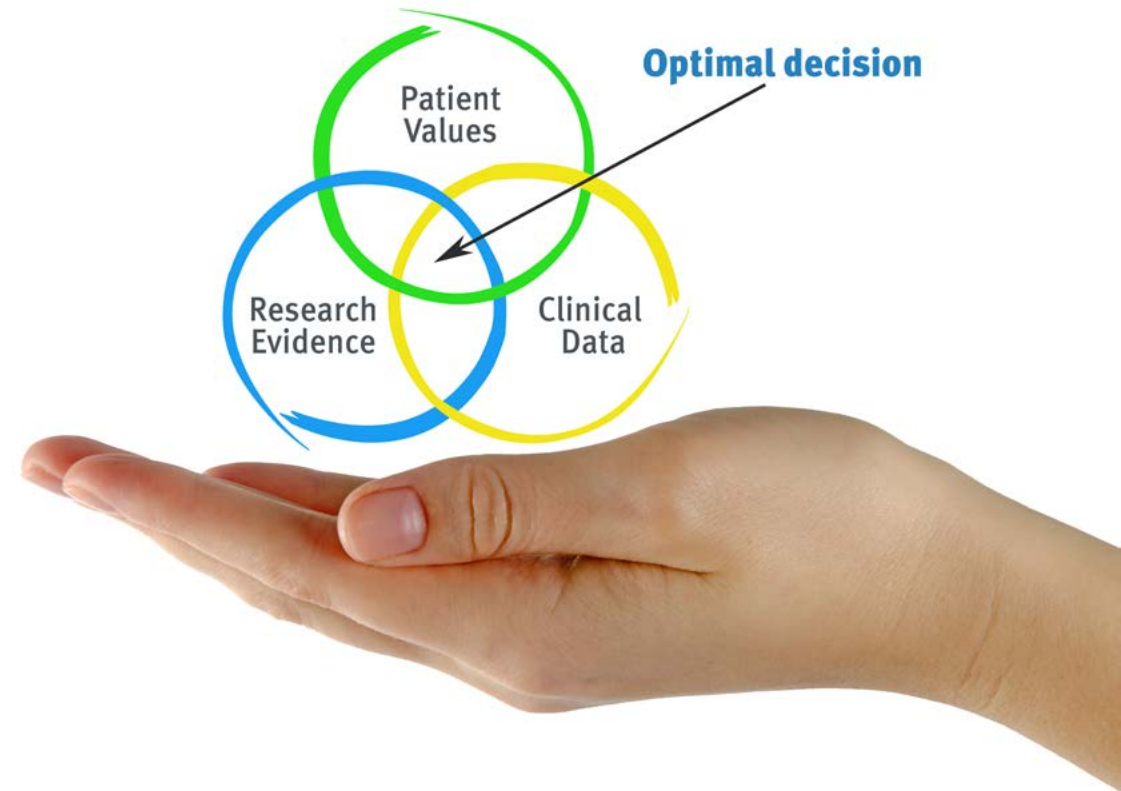 Optimal decision
Patient
Values
Research
Evidence
Clinical
Data